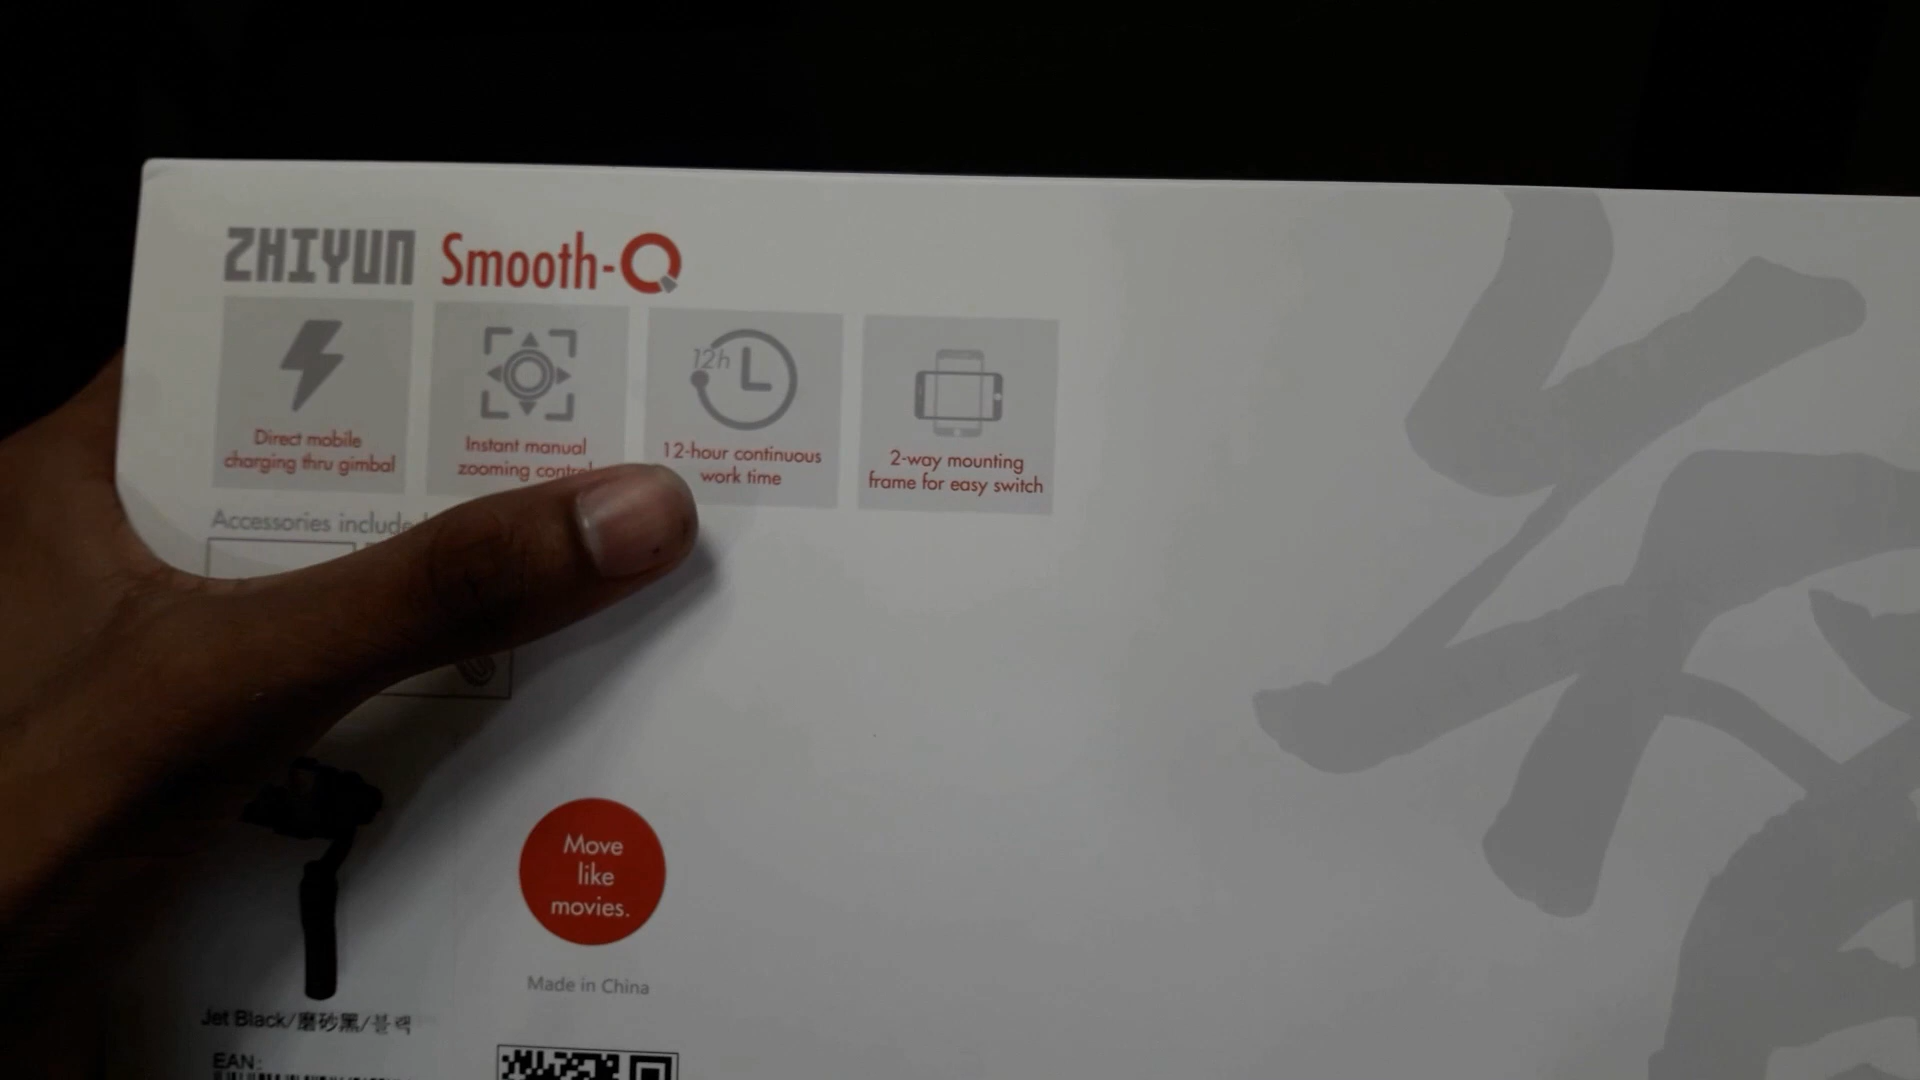 ZHIYUN Smooth-Q
Direct mobile
charging thru gimbal
Instant manual
zooming control
12h
12-hour continuous
work time
2-way mounting
frame for easy switch
Accessories include
Move
like
movies.
Made in China
Jet Black/磨砂黑/블랙
EAN: